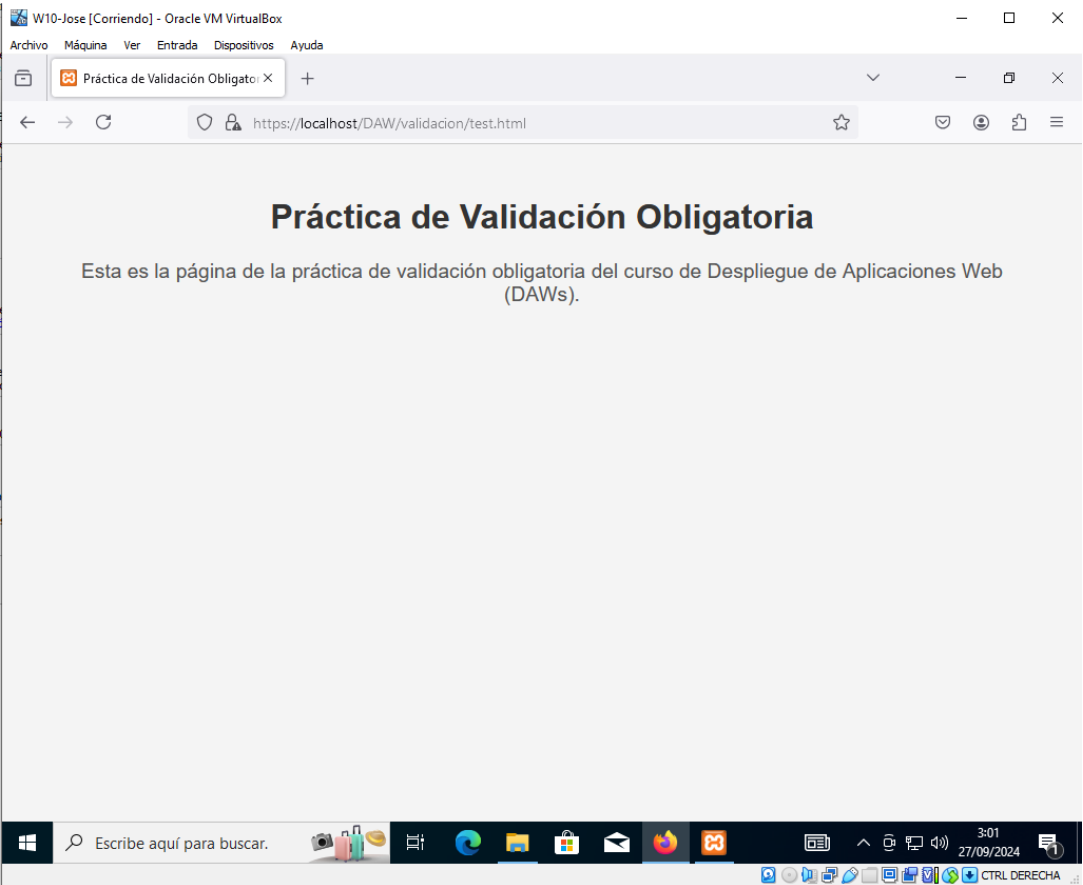 W10-Jose [Corriendo] - Oracle VM VirtualBox
Archivo Máquina Ver Entrada Dispositivos Ayuda
Práctica de Validación Obligator
https://localhost/DAW/validacion/test.html
Práctica de Validación Obligatoria
Esta es la página de la práctica de validación obligatoria del curso de Despliegue de Aplicaciones Web
(DAWs).
Escribe aquí para buscar.
3:01
27/09/2024
1
CTRL DERECHA